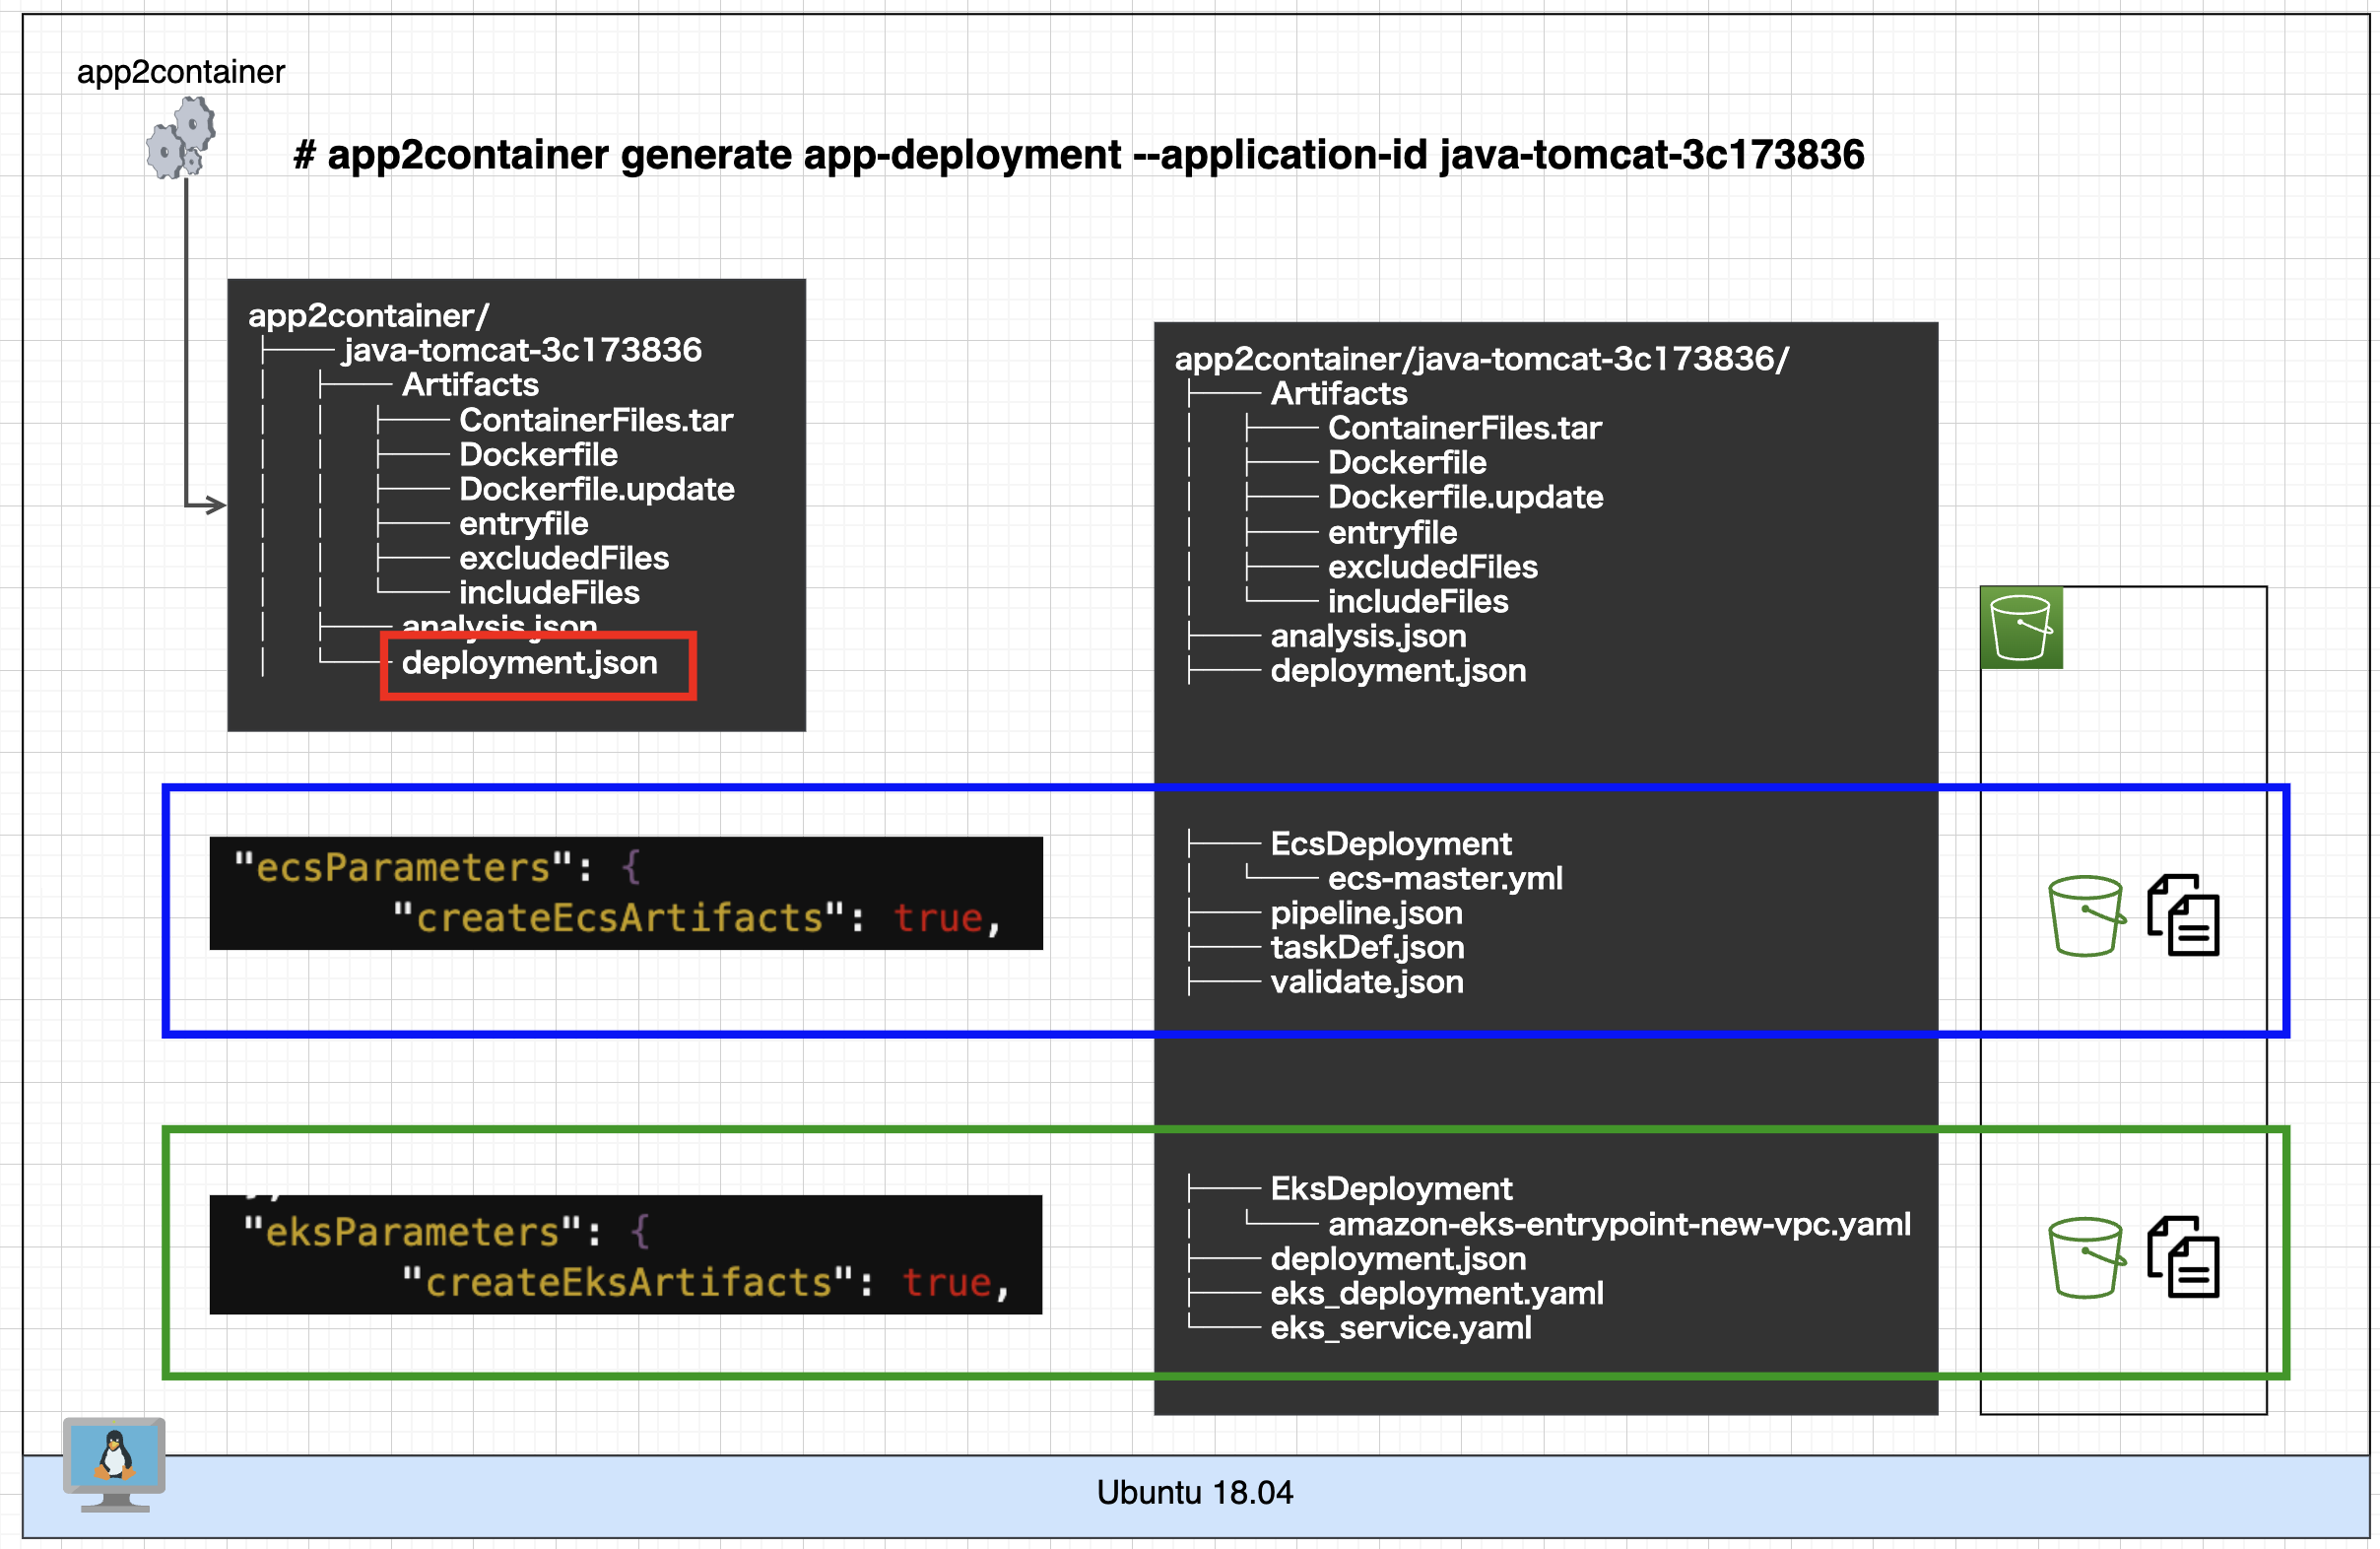 app2container
# app2container generate app-deployment --application-id java-tomcat-3c173836
app2container/
java-tomcat-3c173836
Artifacts
ContainerFiles.tar
Dockerfile
Dockerfile.update
entryfile
excludedFiles
includeFiles
analysis.json
deployment.json
app2container/java-tomcat-3c173836/
Artifacts
ContainerFiles.tar
Dockerfile
Dockerfile.update
entryfile
excludedFiles
includeFiles
analysis.json
deployment.json
"ecsParameters": {
"createEcsArtifacts": true,
EcsDeployment
ecs-master.yml
pipeline.json
taskDef.json
validate.json
"eksParameters": {
"createEksArtifacts": true,
EksDeployment
amazon-eks-entrypoint-new-vpc.yaml
deployment.json
eks_deployment.yaml
eks_service.yaml
Ubuntu 18.04